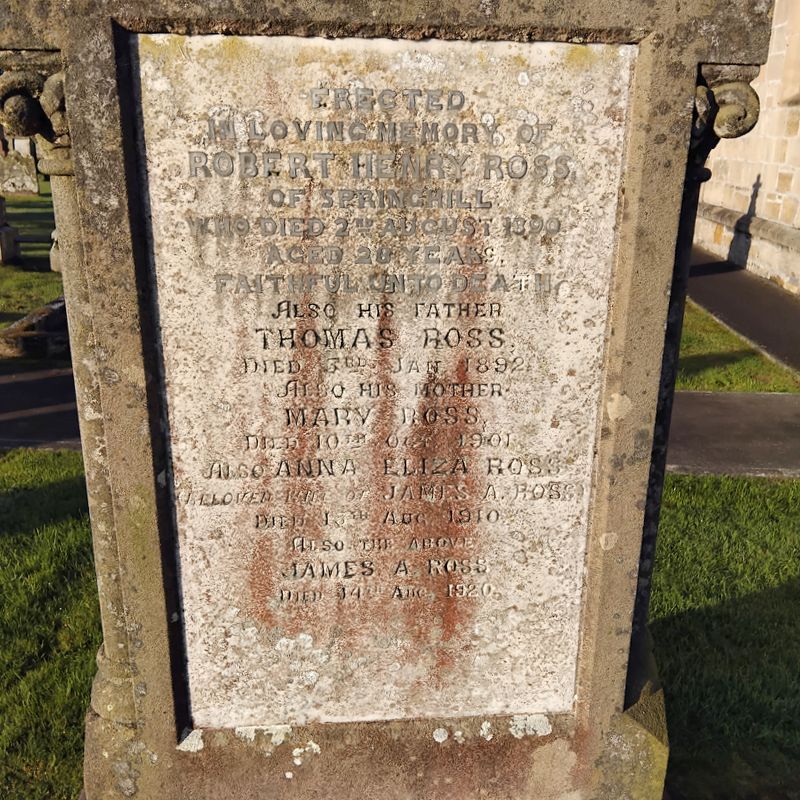 ERECTED
IN LOVING MEMORY OF
ROBERT HENRY ROSS,
OF SPRINGHILL
WHO DIED 2ND AUGUST 1890
AGED 20 YEARS.
FAITHFUL UNTO DEATH.
ALSO HIS FATHER
THOMAS ROSS,
DIED 3RD JAN 1892.
ALSO HIS MOTHER
MARY ROSS,
DIED 10TH OCT 1901.
ALSO ANNA ELIZA ROSS
(BELOVED WIFE OF JAMES A. ROSS)
DIED AUG 1910.
ALSO THE ABOVE
JAMES A. ROSS
DIED 14TH AUG. 1920.